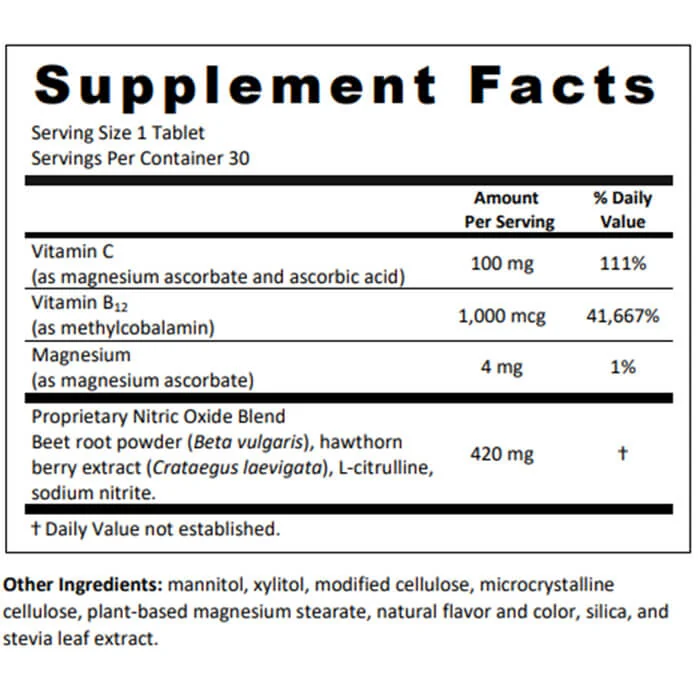 Supplement Facts
Serving Size 1 Tablet
Servings Per Container 30
Amount Per Serving
% Daily Value
Vitamin C
(as magnesium ascorbate and ascorbic acid) 100 mg 111%
Vitamin B₁₂
(as methylcobalamin) 1,000 mcg 41,667%
Magnesium
(as magnesium ascorbate) 4 mg 1%
Proprietary Nitric Oxide Blend
Beet root powder (Beta vulgaris), hawthorn
berry extract (Crataegus laevigata), L-citrulline,
sodium nitrite.
420 mg †
† Daily Value not established.
Other Ingredients: mannitol, xylitol, modified cellulose, microcrystalline
cellulose, plant-based magnesium stearate, natural flavor and color, silica, and
stevia leaf extract.